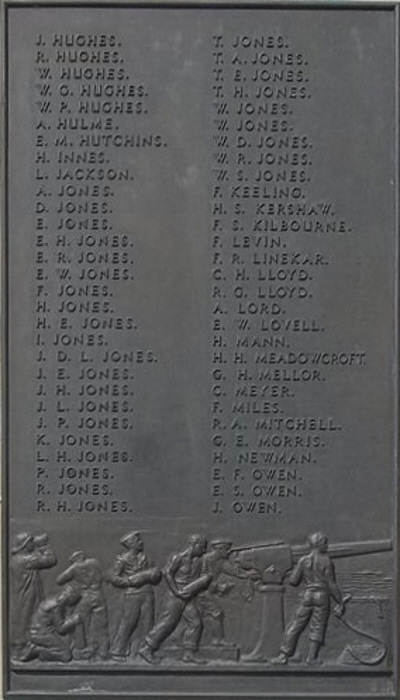 J. HUGHES.
R. HUGHES.
W. HUGHES.
W. G. HUGHES.
W. P. HUGHES.
A. HULME.
E. M. HUTCHINS.
H. INNES.
L. JACKSON.
A. JONES.
D. JONES.
E. JONES.
E. H. JONES.
E. R. JONES.
E. W. JONES.
F. JONES.
H. JONES.
H. E. JONES.
I. JONES.
J. D. L. JONES.
J. E. JONES.
J. H. JONES.
J. L. JONES.
J. P. JONES.
K. JONES.
L. H. JONES.
P. JONES.
R. JONES.
R. H. JONES.
T. JONES.
T. A. JONES.
T. E. JONES.
T. H. JONES.
W. JONES.
W. JONES.
W. D. JONES.
W. R. JONES.
W. S. JONES.
F. KEELING.
H. S. KERSHAW.
F. S. KILBOURNE.
F. LEVIN.
F. R. LINEKAR.
C. H. LLOYD.
R. G. LLOYD.
A. LORD.
E. W. LOVELL.
H. MANN.
H. H. MEADOWCROFT.
G. H. MELLOR.
C. MEYER.
F. MILES.
R. A. MITCHELL.
G. E. MORRIS.
H. NEWMAN.
E. F. OWEN.
E. S. OWEN.
J. OWEN.